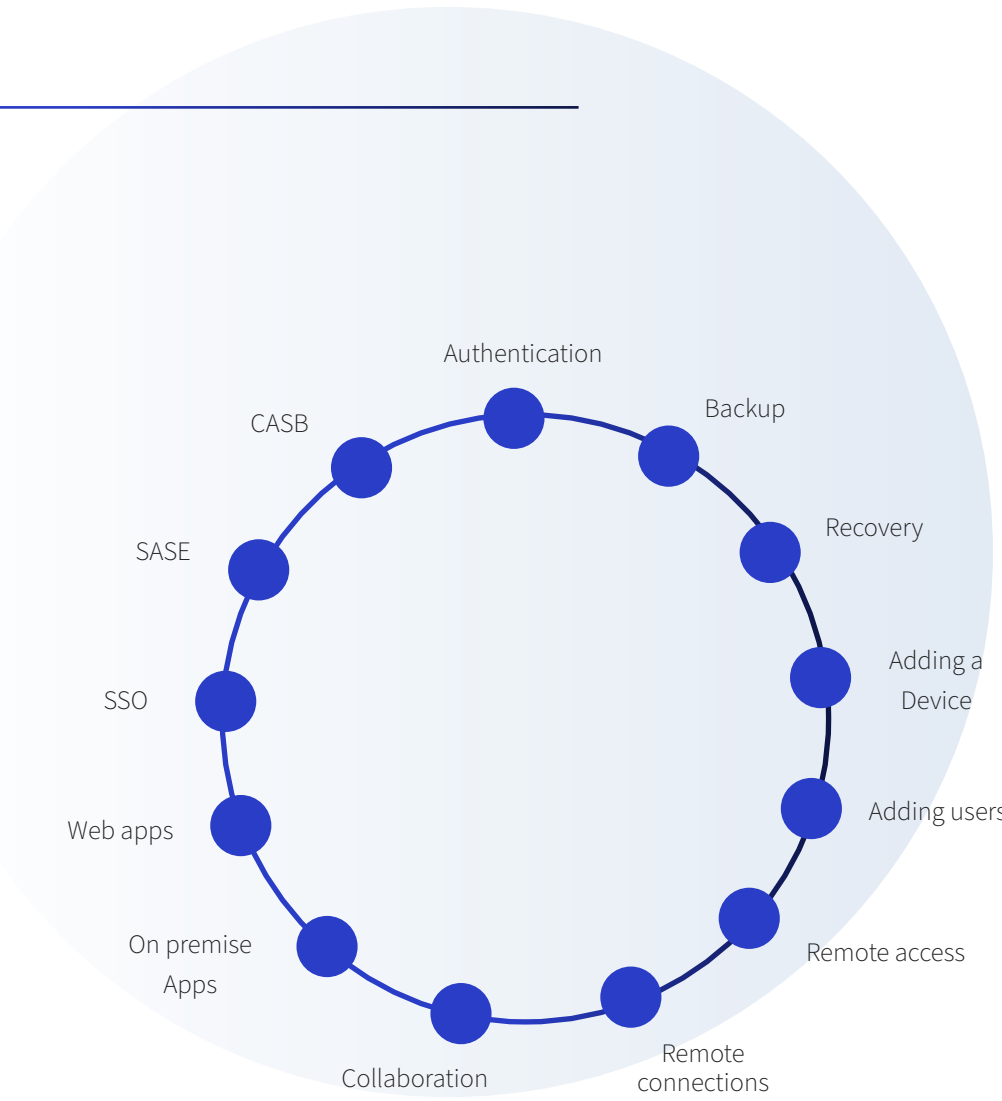 Authentication
Backup
Recovery
Adding a
Device
Adding users
Remote access
Remote
connections
Collaboration
On premise
Apps
Web apps
SSO
SASE
CASB